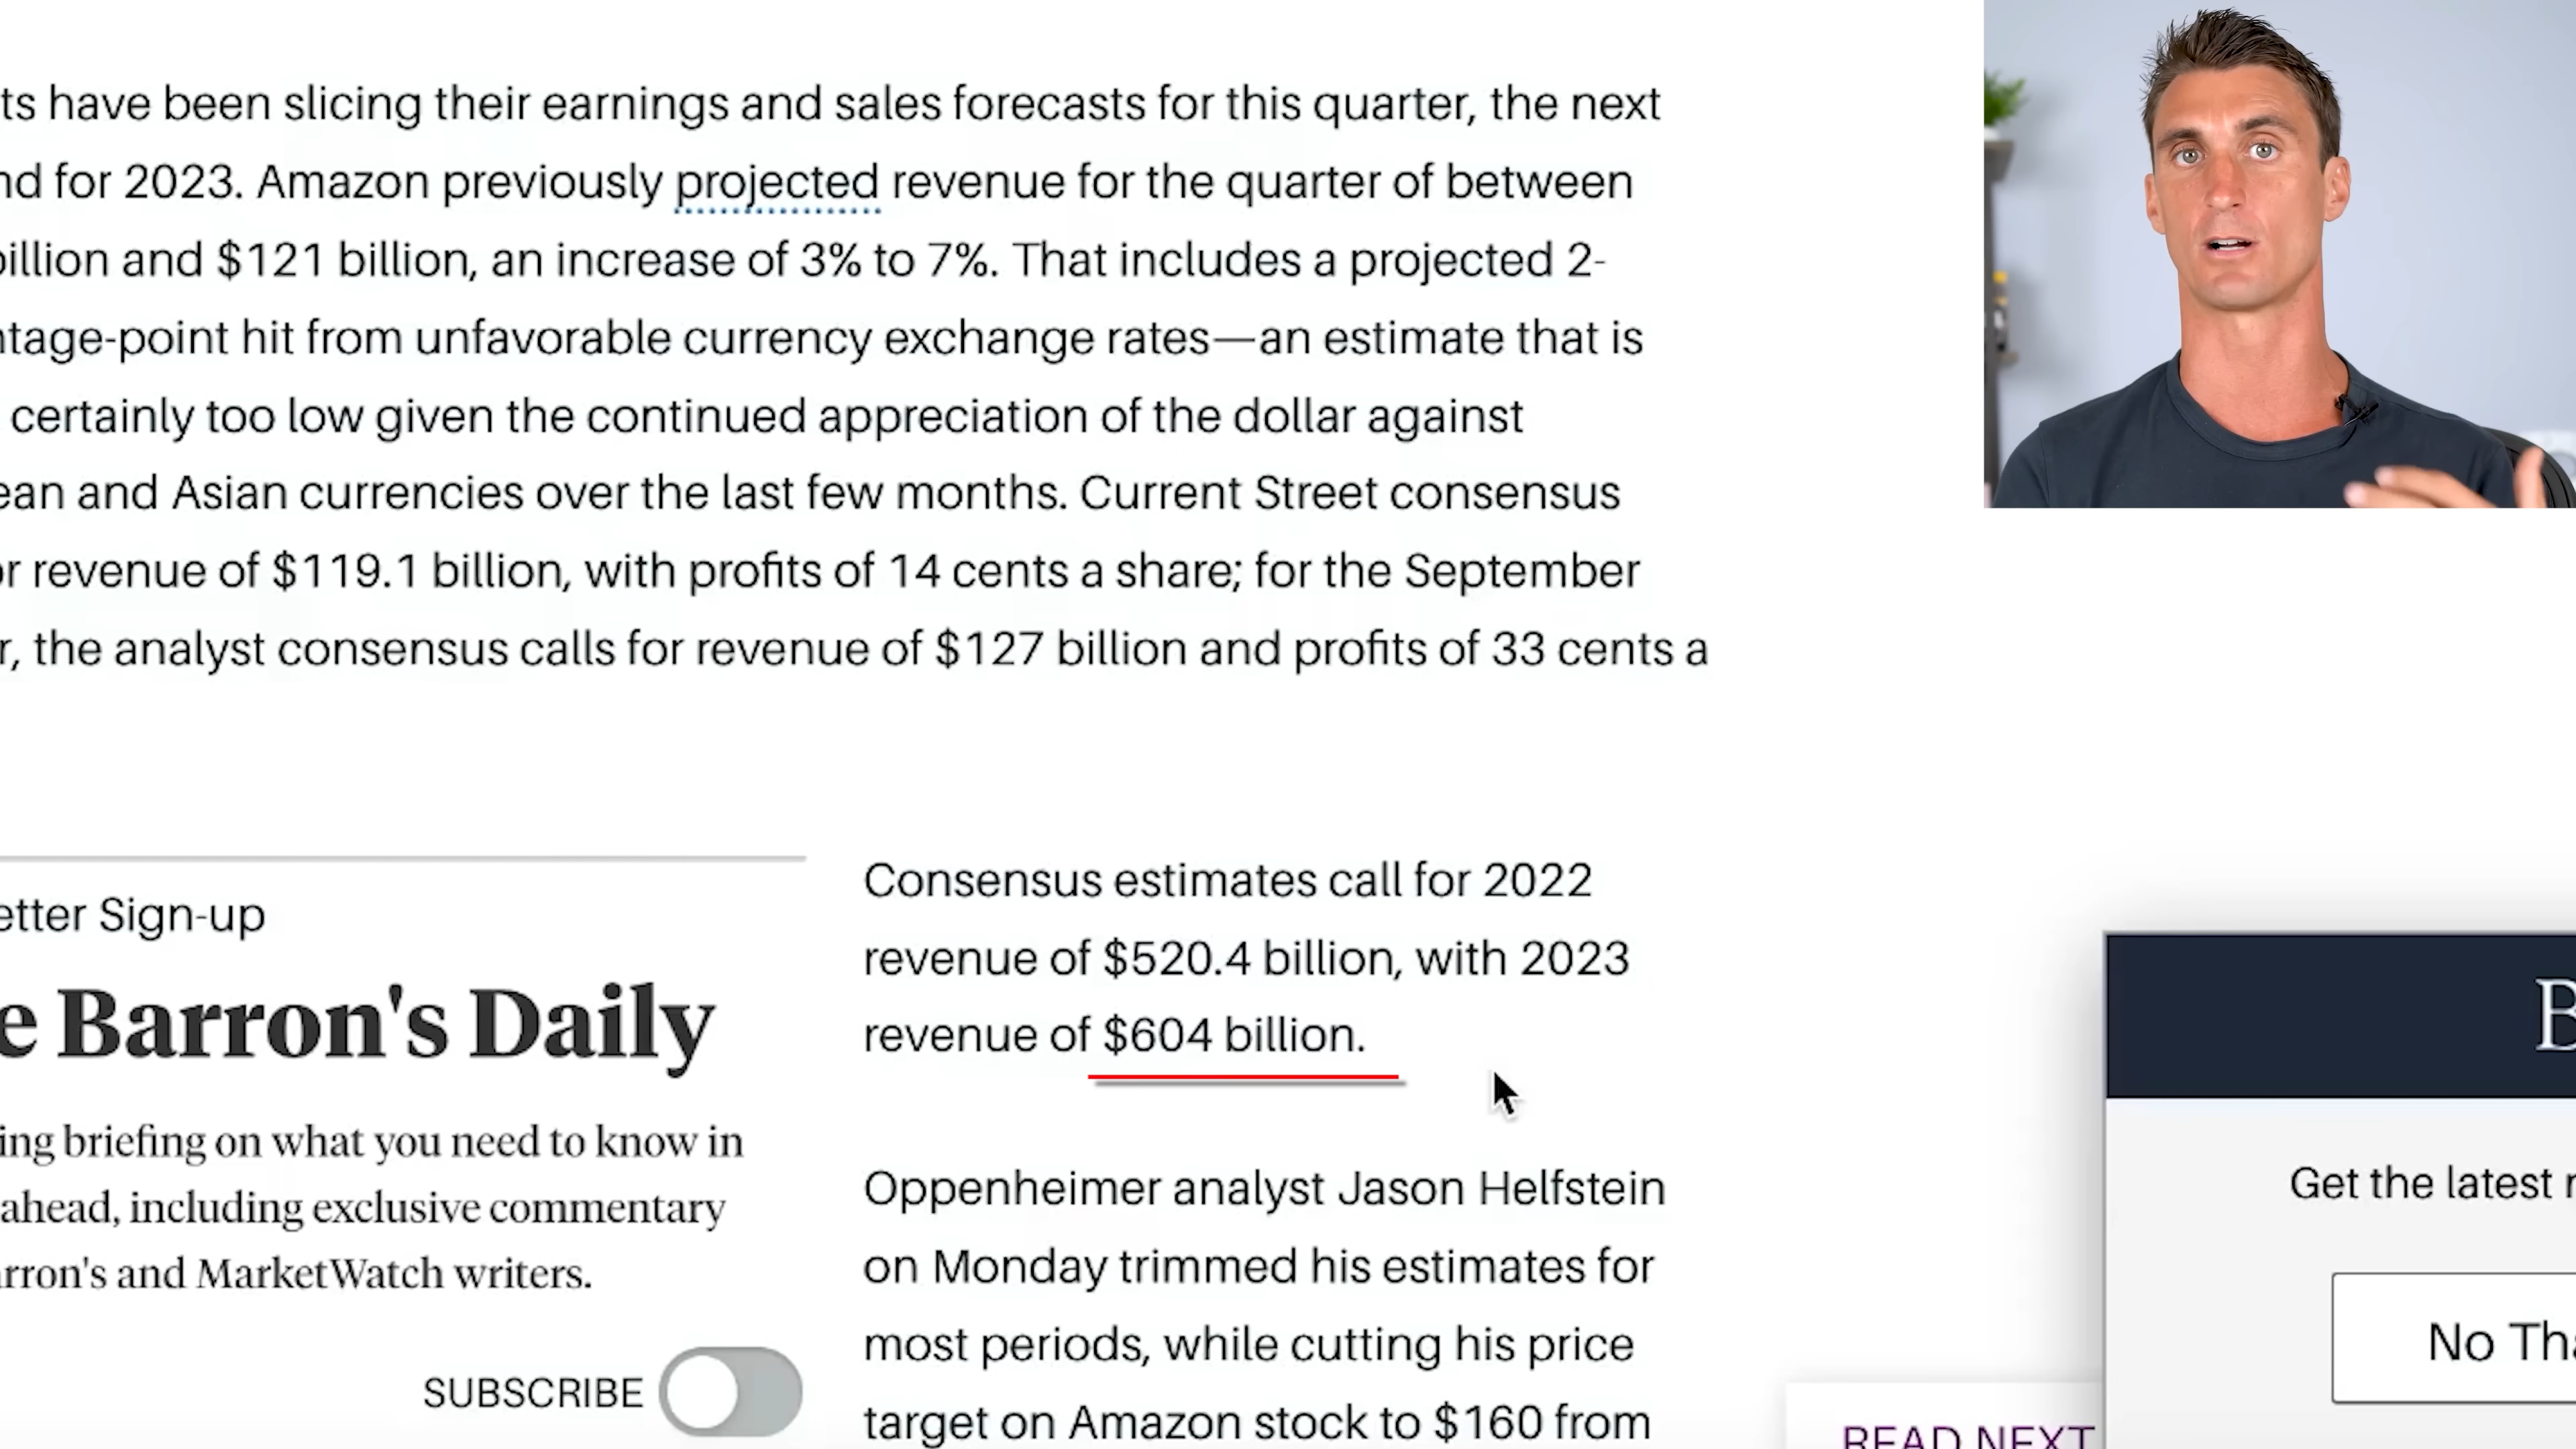 ts have been slicing their earnings and sales forecasts for this quarter, the next
nd for 2023. Amazon previously projected revenue for the quarter of between
billion and $121 billion, an increase of 3% to 7%. That includes a projected 2-
ntage-point hit from unfavorable currency exchange rates—an estimate that is
certainly too low given the continued appreciation of the dollar against
ean and Asian currencies over the last few months. Current Street consensus
or revenue of $119.1 billion, with profits of 14 cents a share; for the September
r, the analyst consensus calls for revenue of $127 billion and profits of 33 cents a
etter Sign-up
e Barron's Daily
ing briefing on what you need to know in
ahead, including exclusive commentary
arron's and MarketWatch writers.
SUBSCRIBE
Consensus estimates call for 2022
revenue of $520.4 billion, with 2023
revenue of $604 billion.
Oppenheimer analyst Jason Helfstein
on Monday trimmed his estimates for
most periods, while cutting his price
target on Amazon stock to $160 from
B
Get the latest
No Tha
READ NEXT